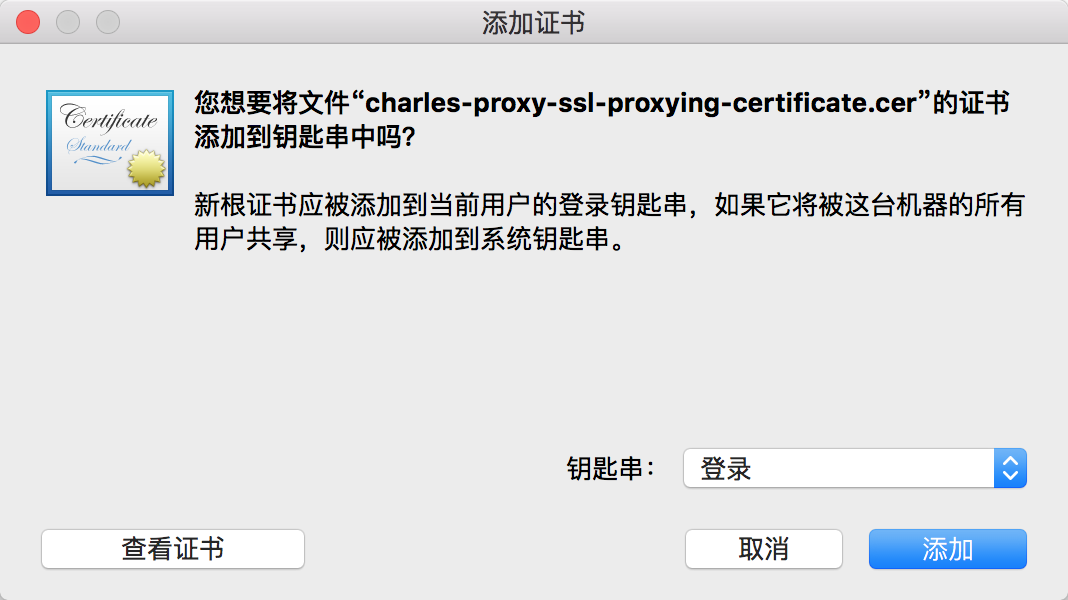 添加证书
Certificate
Standard
您想要将文件“charles-proxy-ssl-proxying-certificate.cer”的证书
添加到钥匙串中吗？
新根证书应被添加到当前用户的登录钥匙串，如果它将被这台机器的所有
用户共享，则应被添加到系统钥匙串。
钥匙串： 登录
查看证书 取消 添加